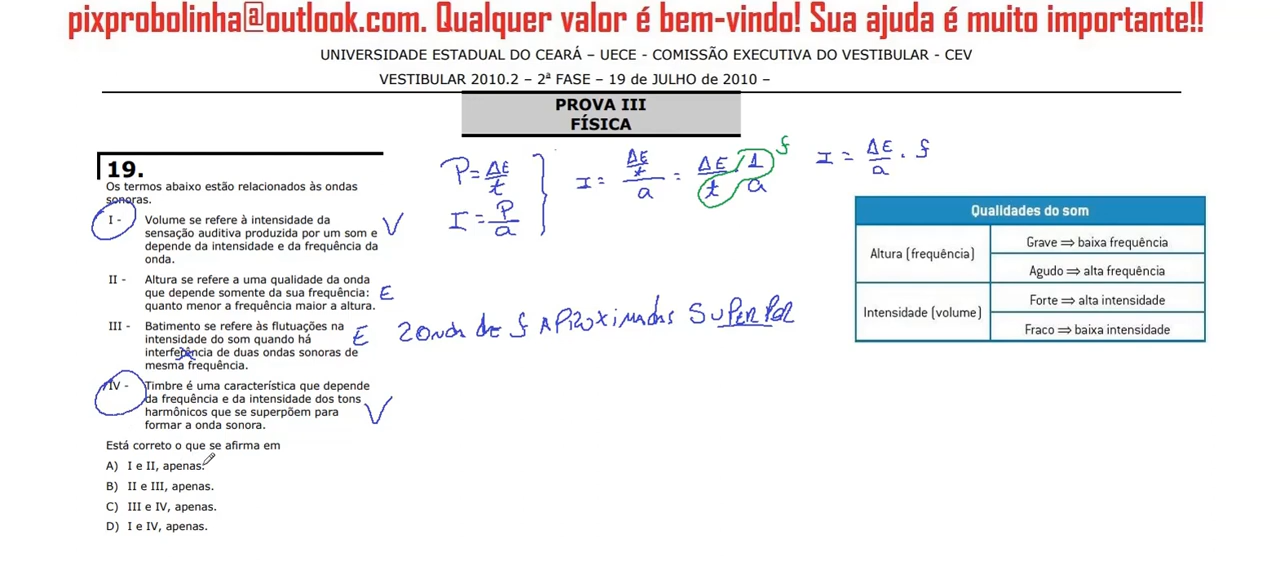 pixprobolinha@outlook.com. Qualquer valor é bem-vindo! Sua ajuda é muito importante!!
UNIVERSIDADE ESTADUAL DO CEARÁ – UECE - COMISSÃO EXECUTIVA DO VESTIBULAR - CEV
VESTIBULAR 2010.2 – 2ª FASE – 19 de JULHO de 2010 –
PROVA III
FÍSICA
19.
Os termos abaixo estão relacionados às ondas
sonoras.
I - Volume se refere à intensidade da
sensação auditiva produzida por um som e V
depende da intensidade e da frequência da
onda.
II - Altura se refere a uma qualidade da onda
que depende somente da sua frequência: E
quanto menor a frequência maior a altura.
III - Batimento se refere às flutuações na
intensidade do som quando há E
interferência de duas ondas sonoras de
mesma frequência.
IV - Timbre é uma característica que depende
da frequência e da intensidade dos tons
harmônicos que se superpõem para V
formar a onda sonora.
Está correto o que se afirma em
A) I e II, apenas.
B) II e III, apenas.
C) III e IV, apenas.
D) I e IV, apenas.
P = ΔE/t
I = P/a
I = (ΔE/t)/a = ΔE/t . 1/a
f
I = ΔE/a . f
2 onda de f APROXIMADAS SUPERPOR
Qualidades do som
Altura (frequência)
Grave ⟹ baixa frequência
Agudo ⟹ alta frequência
Intensidade (volume)
Forte ⟹ alta intensidade
Fraco ⟹ baixa intensidade